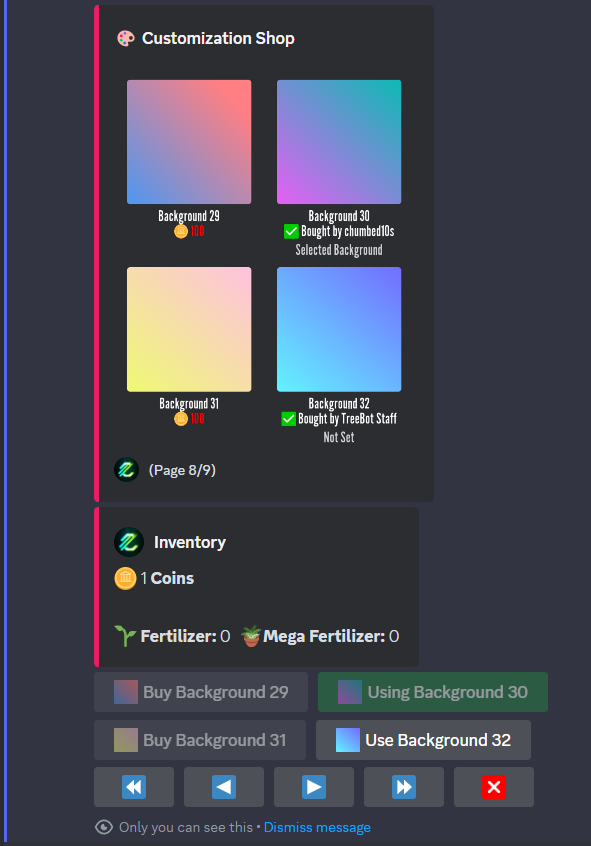 Customization Shop
Background 29
100
Background 30
Bought by chumbed10s
Selected Background
Background 31
100
Background 32
Bought by TreeBot Staff
Not Set
(Page 8/9)
Inventory
1 Coins
Fertilizer: 0 Mega Fertilizer: 0
Buy Background 29
Using Background 30
Buy Background 31
Use Background 32
Only you can see this • Dismiss message